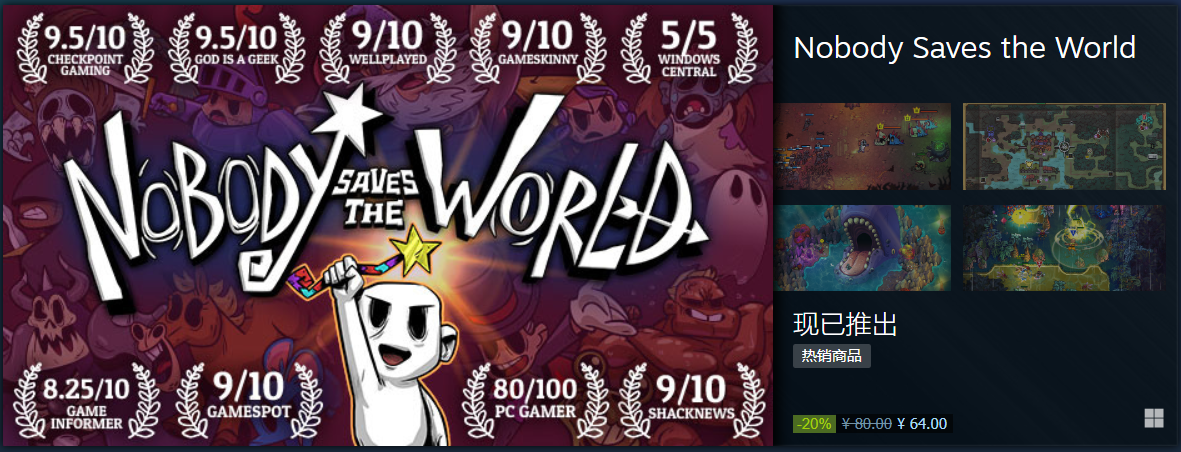 9.5/10
CHECKPOINT
GAMING
9.5/10
GOD IS A GEEK
9/10
WELLPLAYED
9/10
GAMESKINNY
5/5
WINDOWS
CENTRAL
NOBODY
SAVES
THE
WORLD
8.25/10
GAME
INFORMER
9/10
GAMESPOT
80/100
PC GAMER
9/10
SHACKNEWS
Nobody Saves the World
现已推出
热销商品
-20% ¥ 80.00 ¥ 64.00